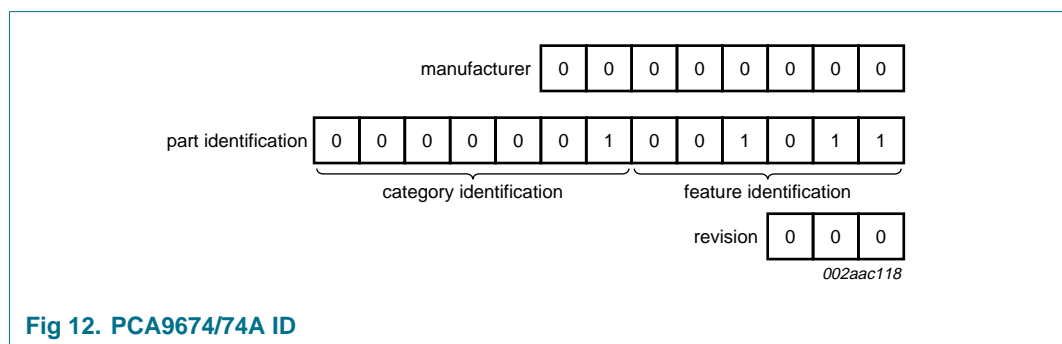 manufacturer 0 0 0 0 0 0 0 0
part identification 0 0 0 0 0 0 1 0 0 1 0 1 1
category identification feature identification
revision 0 0 0
002aac118
Fig 12. PCA9674/74A ID